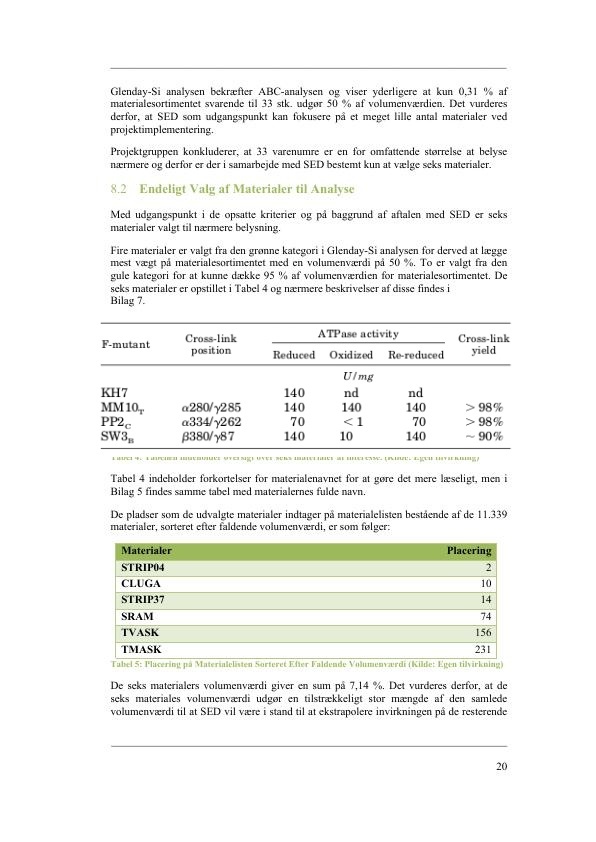 Glenday-Si analysen bekræfter ABC-analysen og viser yderligere at kun 0,31 % af
materialesortimentet svarende til 33 stk. udgør 50 % af volumenværdien. Det vurderes
derfor, at SED som udgangspunkt kan fokusere på et meget lille antal materialer ved
projektimplementering.
Projektgruppen konkluderer, at 33 varenumre er en for omfattende størrelse at belyse
nærmere og derfor er der i samarbejde med SED bestemt kun at vælge seks materialer.
8.2 Endeligt Valg af Materialer til Analyse
Med udgangspunkt i de opsatte kriterier og på baggrund af aftalen med SED er seks
materialer valgt til nærmere belysning.
Fire materialer er valgt fra den grønne kategori i Glenday-Si analysen for derved at lægge
mest vægt på materialesortimentet med en volumenværdi på 50 %. To er valgt fra den
gule kategori for at kunne dække 95 % af volumenværdien for materialesortimentet. De
seks materialer er opstillet i Tabel 4 og nærmere beskrivelser af disse findes i
Bilag 7.
F-mutant Cross-link position ATPase activity Cross-link yield
Reduced Oxidized Re-reduced
U/mg
KH7 140 nd nd
MM10T α280/γ285 140 140 140 > 98%
PP2C α334/γ262 70 < 1 70 > 98%
SW3B β380/γ87 140 10 140 ~ 90%
Tabel 4: Tabellen indeholder oversigt over seks materialer af interesse. (Kilde: Egen tilvirkning)
Tabel 4 indeholder forkortelser for materialenavnet for at gøre det mere læseligt, men i
Bilag 5 findes samme tabel med materialernes fulde navn.
De pladser som de udvalgte materialer indtager på materialelisten bestående af de 11.339
materialer, sorteret efter faldende volumenværdi, er som følger:
Materialer Placering
STRIP04 2
CLUGA 10
STRIP37 14
SRAM 74
TVASK 156
TMASK 231
Tabel 5: Placering på Materialelisten Sorteret Efter Faldende Volumenværdi (Kilde: Egen tilvirkning)
De seks materialers volumenværdi giver en sum på 7,14 %. Det vurderes derfor, at de
seks materiales volumenværdi udgør en tilstrækkeligt stor mængde af den samlede
volumenværdi til at SED vil være i stand til at ekstrapolere invirkningen på de resterende
20